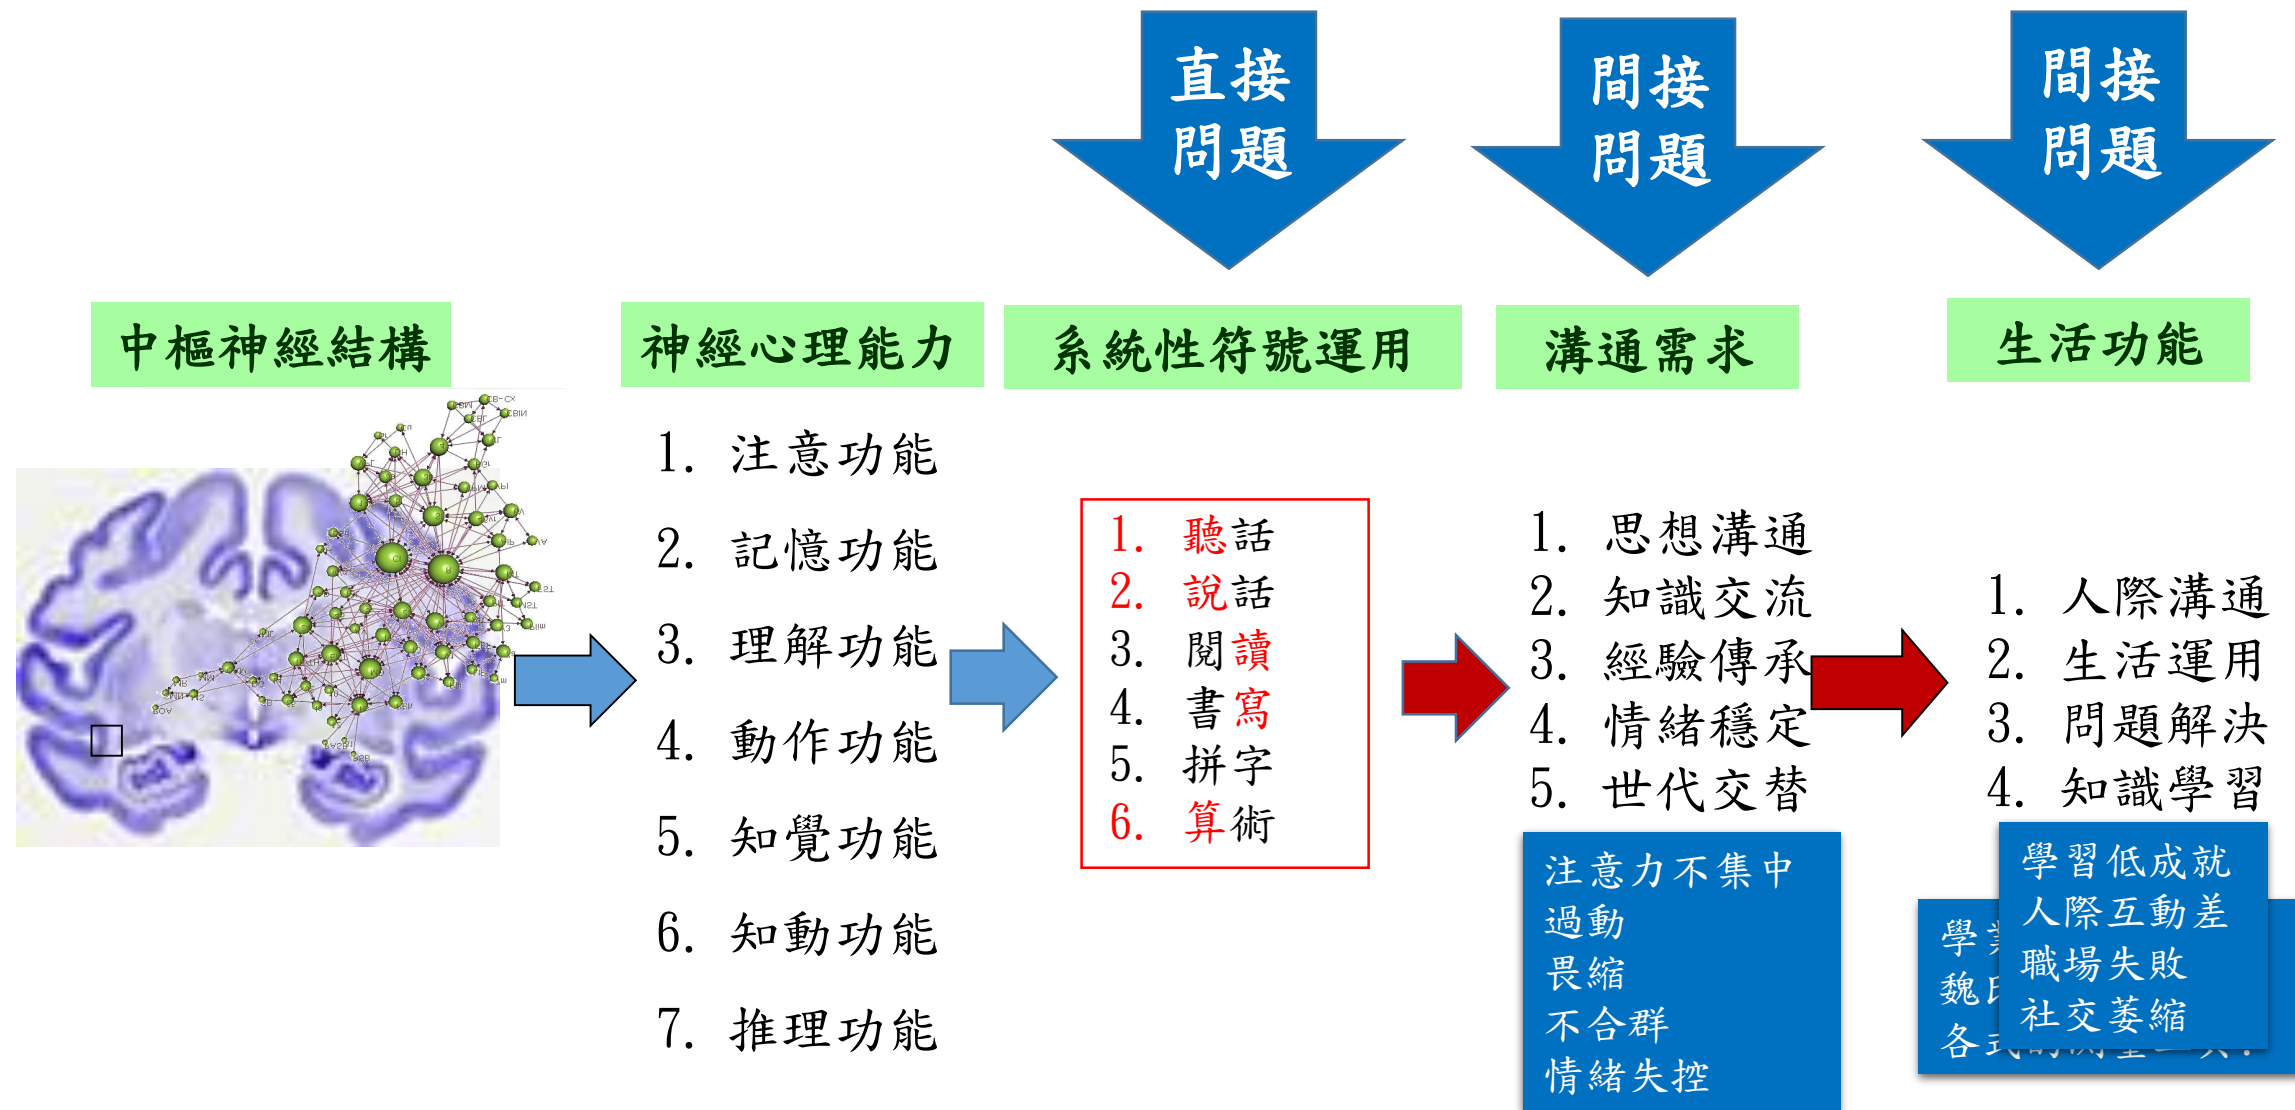 直接
問題
間接
問題
間接
問題
中樞神經結構
神經心理能力
系統性符號運用
溝通需求
生活功能
1. 注意功能
2. 記憶功能
3. 理解功能
4. 動作功能
5. 知覺功能
6. 知動功能
7. 推理功能
1. 聽話
2. 說話
3. 閱讀
4. 書寫
5. 拼字
6. 算術
1. 思想溝通
2. 知識交流
3. 經驗傳承
4. 情緒穩定
5. 世代交替
注意力不集中
過動
畏縮
不合群
情緒失控
1. 人際溝通
2. 生活運用
3. 問題解決
4. 知識學習
學習低成就
人際互動差
職場失敗
社交萎縮
學
魏
各式